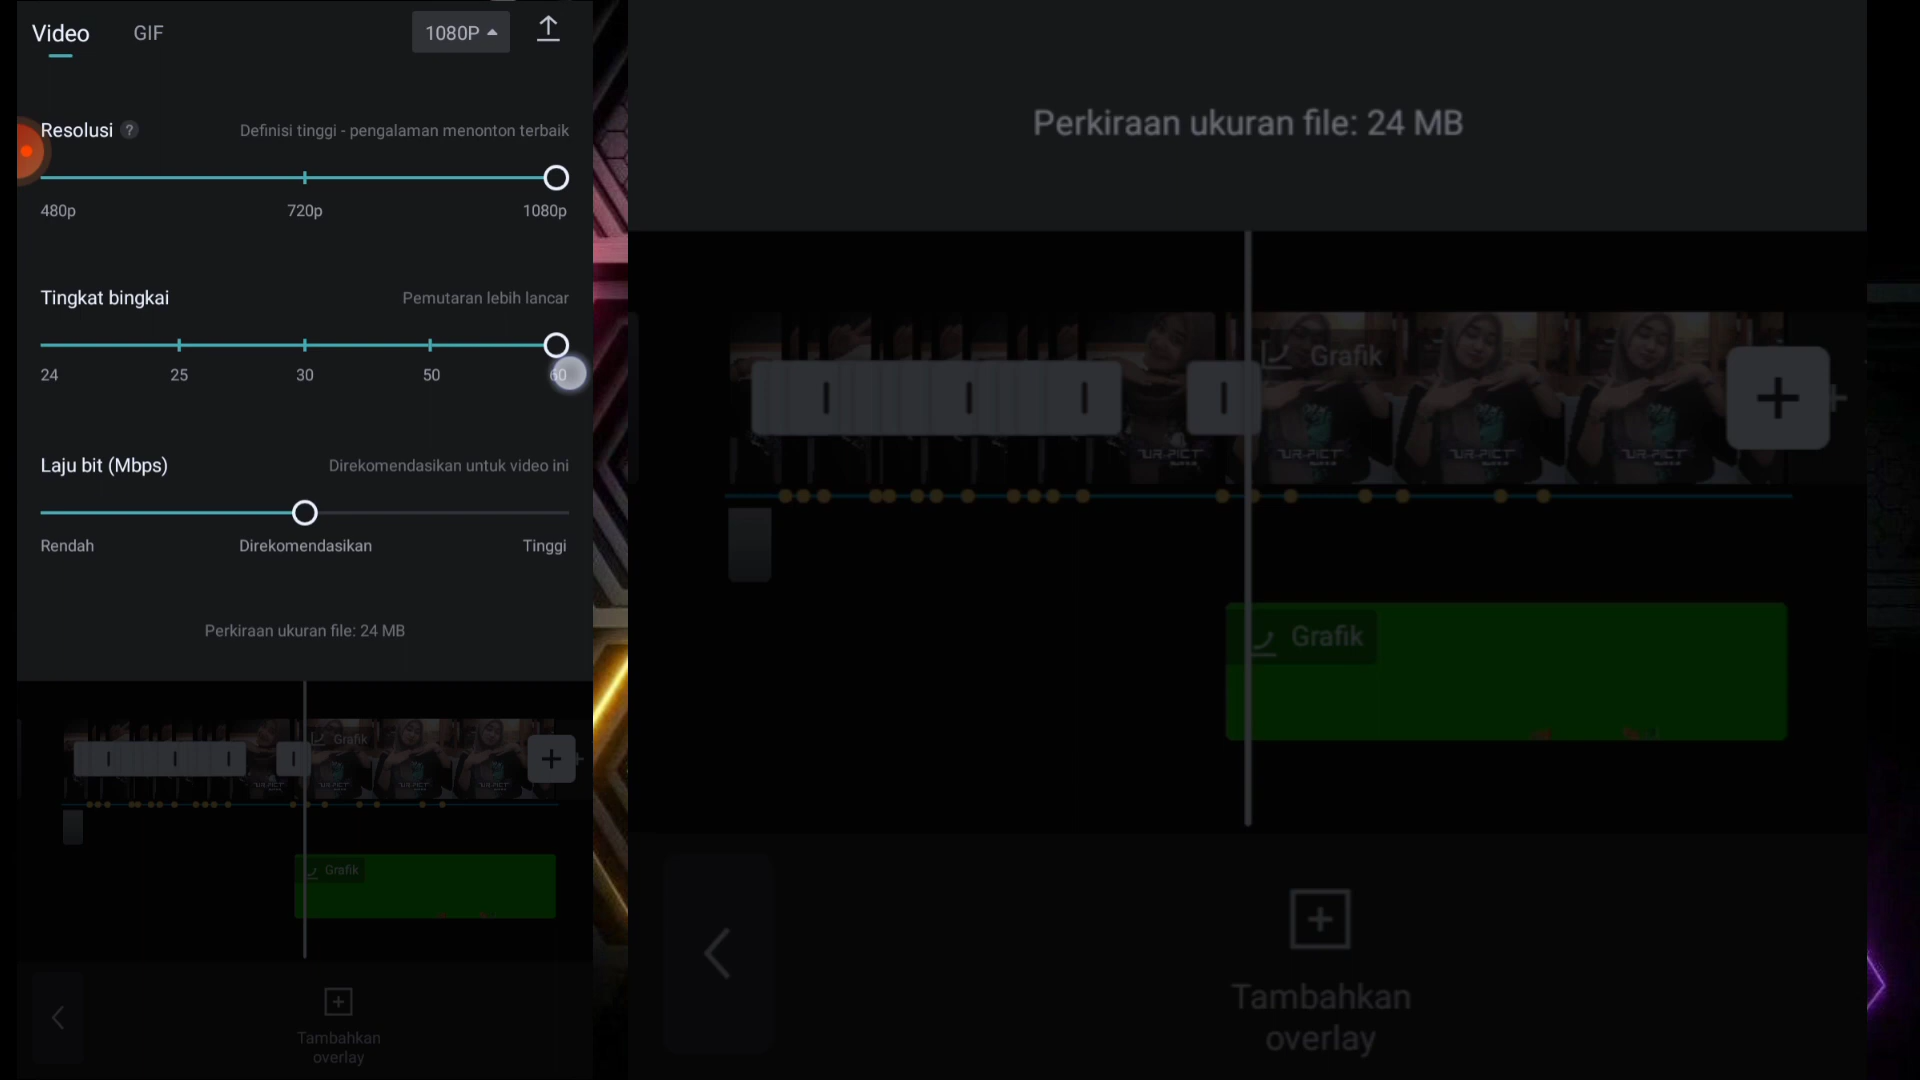 Video GIF 1080P
Resolusi ? Definisi tinggi - pengalaman menonton terbaik
480p 720p 1080p
Tingkat bingkai Pemutaran lebih lancar
24 25 30 50 60
Laju bit (Mbps) Direkomendasikan untuk video ini
Rendah Direkomendasikan Tinggi
Perkiraan ukuran file: 24 MB
Grafik
Grafik
Tambahkan
overlay
Perkiraan ukuran file: 24 MB
Grafik
Grafik
Tambahkan
overlay